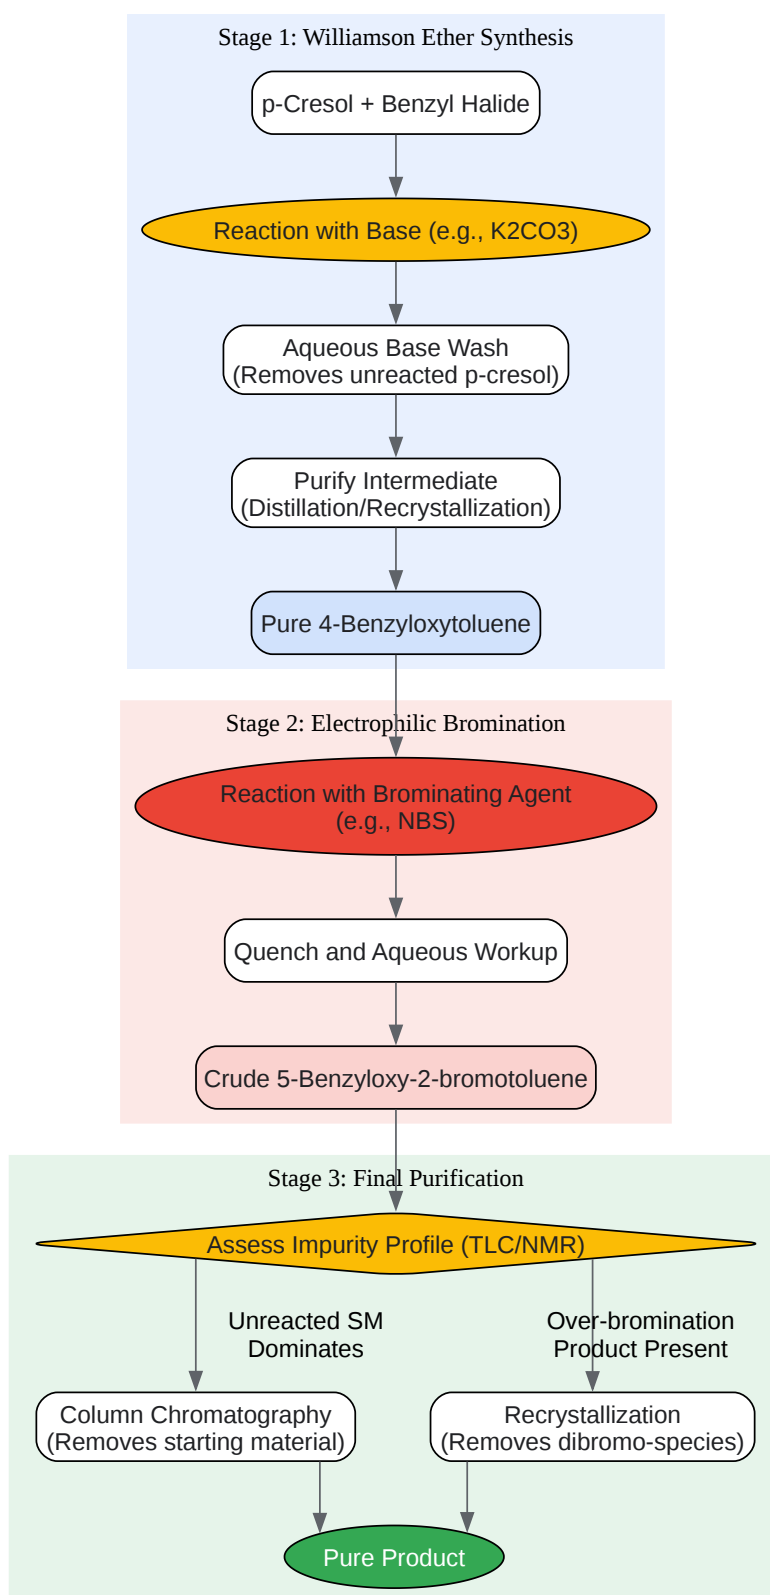 Stage 1: Williamson Ether Synthesis
p-Cresol + Benzyl Halide
Reaction with Base (e.g., K2CO3)
Aqueous Base Wash
(Removes unreacted p-cresol)
Purify Intermediate
(Distillation/Recrystallization)
Pure 4-Benzyloxytoluene
Stage 2: Electrophilic Bromination
Reaction with Brominating Agent
(e.g., NBS)
Quench and Aqueous Workup
Crude 5-Benzyloxy-2-bromotoluene
Stage 3: Final Purification
Assess Impurity Profile (TLC/NMR)
Unreacted SM
Dominates
Over-bromination
Product Present
Column Chromatography
(Removes starting material)
Recrystallization
(Removes dibromo-species)
Pure Product